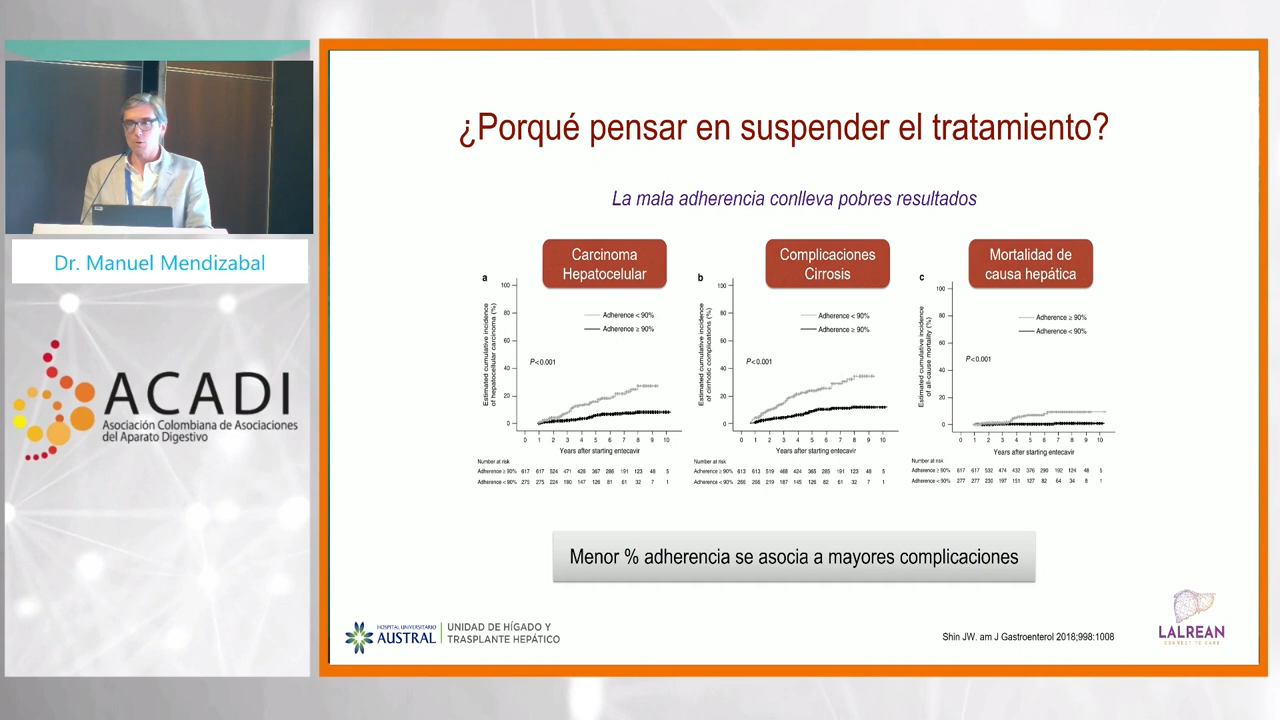 ¿Porqué pensar en suspender el tratamiento?
La mala adherencia conlleva pobres resultados
Dr. Manuel Mendizabal
ACADI
Asociación Colombiana de Asociaciones
del Aparato Digestivo
Carcinoma
Hepatocelular
a
100
80
60
40
20
0
Estimated cumulative incidence
of hepatocellular carcinoma (%)
Adherence < 90%
Adherence ≥ 90%
P<0.001
0 1 2 3 4 5 6 7 8 9 10
Years after starting entecavir
Number at risk
Adherence ≥ 90% 617 617 524 471 426 367 286 191 123 48 5
Adherence < 90% 275 275 224 190 147 126 81 61 32 7 1
Complicaciones
Cirrosis
b
100
80
60
40
20
0
Estimated cumulative incidence
of cirrhotic complications (%)
Adherence < 90%
Adherence ≥ 90%
P<0.001
0 1 2 3 4 5 6 7 8 9 10
Years after starting entecavir
Number at risk
Adherence ≥ 90% 613 613 519 468 424 365 285 191 123 48 5
Adherence < 90% 266 266 219 187 145 126 82 61 32 7 1
Mortalidad de
causa hepática
c
100
80
60
40
20
0
Estimated cumulative incidence
of all-cause mortality (%)
Adherence ≥ 90%
Adherence < 90%
P<0.001
0 1 2 3 4 5 6 7 8 9 10
Years after starting entecavir
Number at risk
Adherence ≥ 90% 617 617 532 474 432 376 290 192 124 48 5
Adherence < 90% 277 277 230 197 151 127 82 64 34 8 1
Menor % adherencia se asocia a mayores complicaciones
HOSPITAL UNIVERSITARIO
AUSTRAL
UNIDAD DE HÍGADO Y
TRASPLANTE HEPÁTICO
Shin JW. am J Gastroenterol 2018;998:1008
LALREAN
CONNECT TO CARE